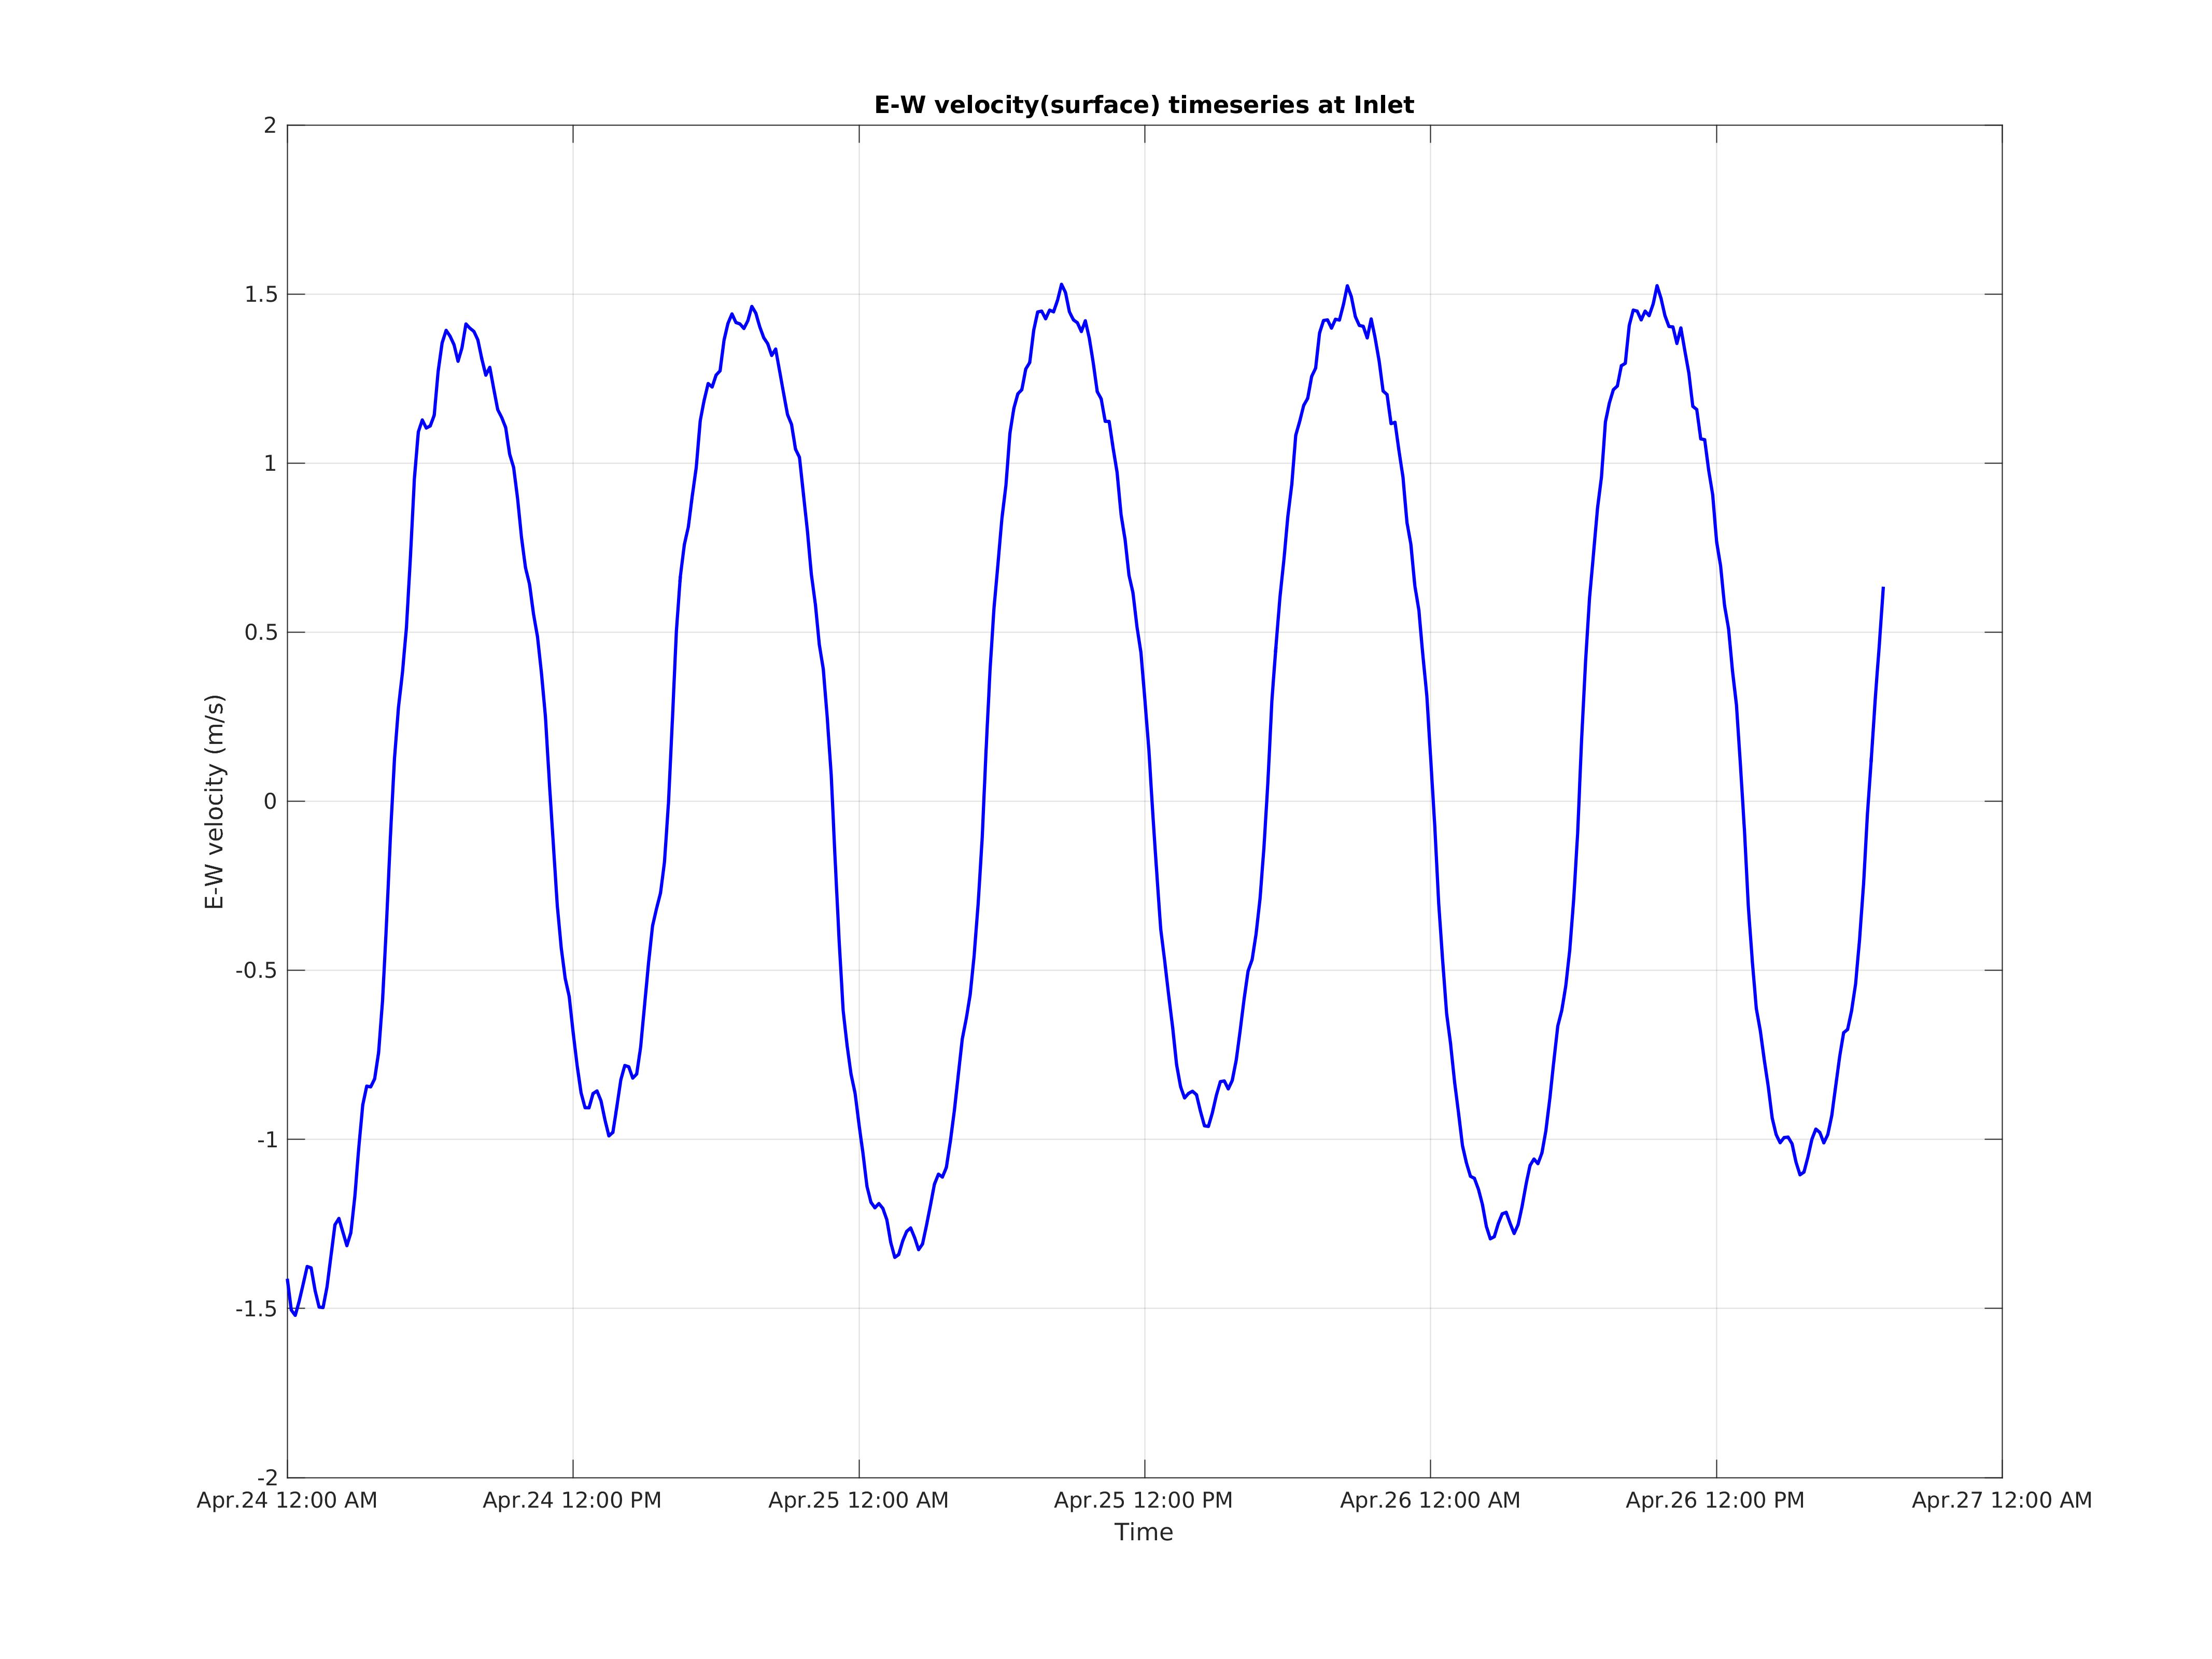 E-W velocity(surface) timeseries at Inlet
2
1.5
1
0.5
0
-0.5
-1
-1.5
-2
E-W velocity (m/s)
Apr.24 12:00 AM
Apr.24 12:00 PM
Apr.25 12:00 AM
Apr.25 12:00 PM
Apr.26 12:00 AM
Apr.26 12:00 PM
Apr.27 12:00 AM
Time